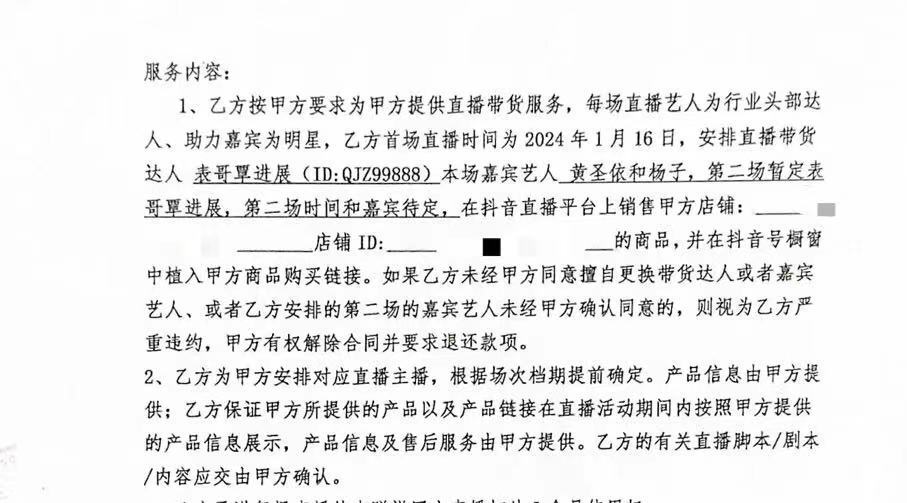 服务内容：
1、乙方按甲方要求为甲方提供直播带货服务，每场直播艺人为行业头部达
人、助力嘉宾为明星，乙方首场直播时间为 2024 年 1 月 16 日，安排直播带货
达人 表哥罩进展（ID:QJZ99888）本场嘉宾艺人 黄圣依和杨子，第二场暂定表
哥罩进展，第二场时间和嘉宾待定，在抖音直播平台上销售甲方店铺：____
______店铺 ID:____ __的商品，并在抖音号橱窗
中植入甲方商品购买链接。如果乙方未经甲方同意擅自更换带货达人或者嘉宾
艺人、或者乙方安排的第二场的嘉宾艺人未经甲方确认同意的，则视为乙方严
重违约，甲方有权解除合同并要求退还款项。
2、乙方为甲方安排对应直播主播，根据场次档期提前确定。产品信息由甲方提
供；乙方保证甲方所提供的产品以及产品链接在直播活动期间内按照甲方提供
的产品信息展示，产品信息及售后服务由甲方提供。乙方的有关直播脚本/剧本
/内容应交由甲方确认。